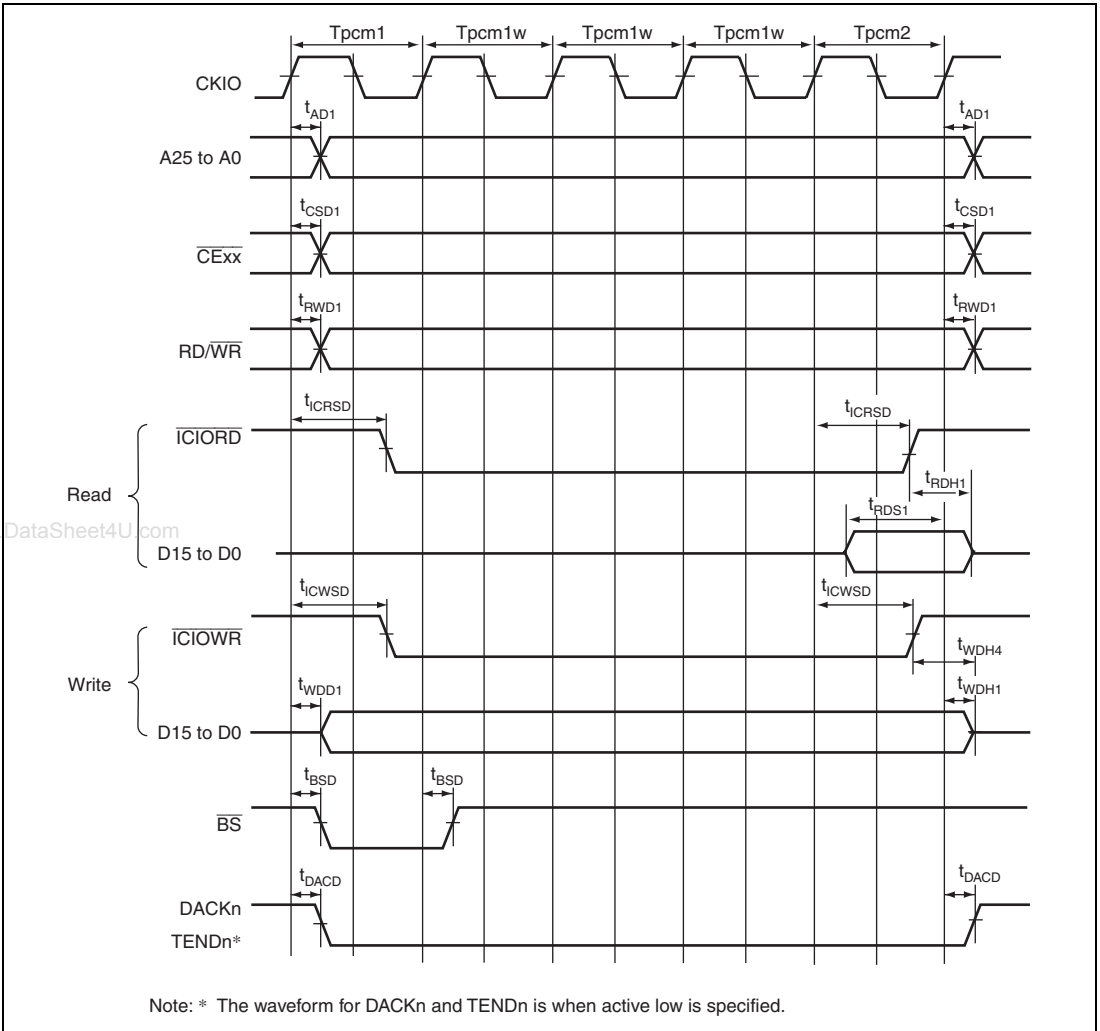 Tpcm1 Tpcm1w Tpcm1w Tpcm1w Tpcm2
CKIO
tAD1 tAD1
A25 to A0
tCSD1 tCSD1
CExx
tRWD1 tRWD1
RD/WR
tICRSD tICRSD
ICIORD
tRDH1
Read
tRDS1
DataSheet4U.com
D15 to D0
tICWSD tICWSD
ICIOWR
tWDH4
Write
tWDD1 tWDH1
D15 to D0
tBSD tBSD
BS
tDACD tDACD
DACKn
TENDn*
Note: * The waveform for DACKn and TENDn is when active low is specified.